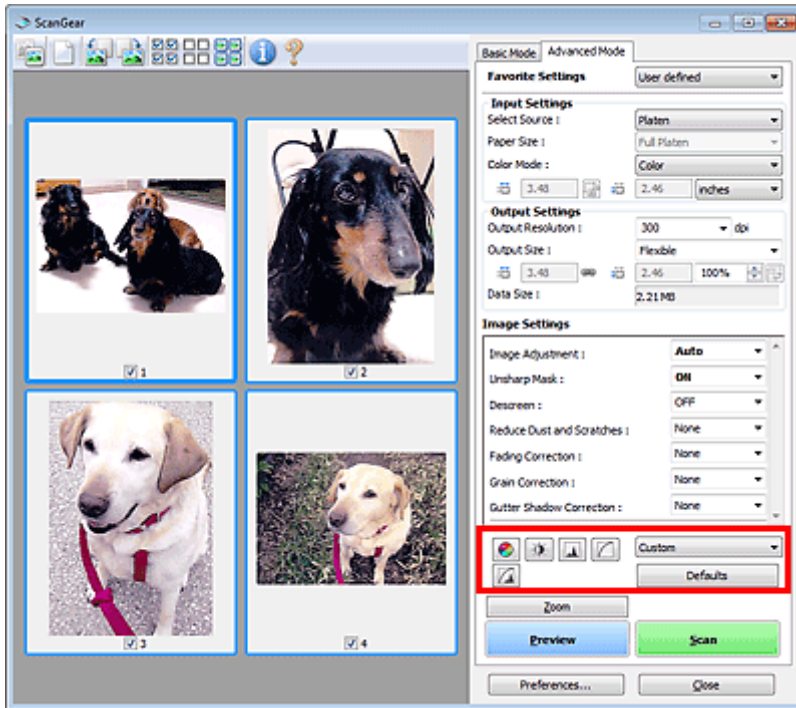 ScanGear
Basic Mode Advanced Mode
Favorite Settings User defined
Input Settings
Select Source : Platen
Paper Size : Full Platen
Color Mode : Color
3.48 2.46 inches
Output Settings
Output Resolution : 300 dpi
Output Size : Flexible
3.48 2.46 100%
Data Size : 2.21 MB
Image Settings
Image Adjustment : Auto
Unsharp Mask : ON
Descreen : OFF
Reduce Dust and Scratches : None
Fading Correction : None
Grain Correction : None
Gutter Shadow Correction : None
Custom
Defaults
Zoom
Preview Scan
Preferences... Close
1 2
3 4